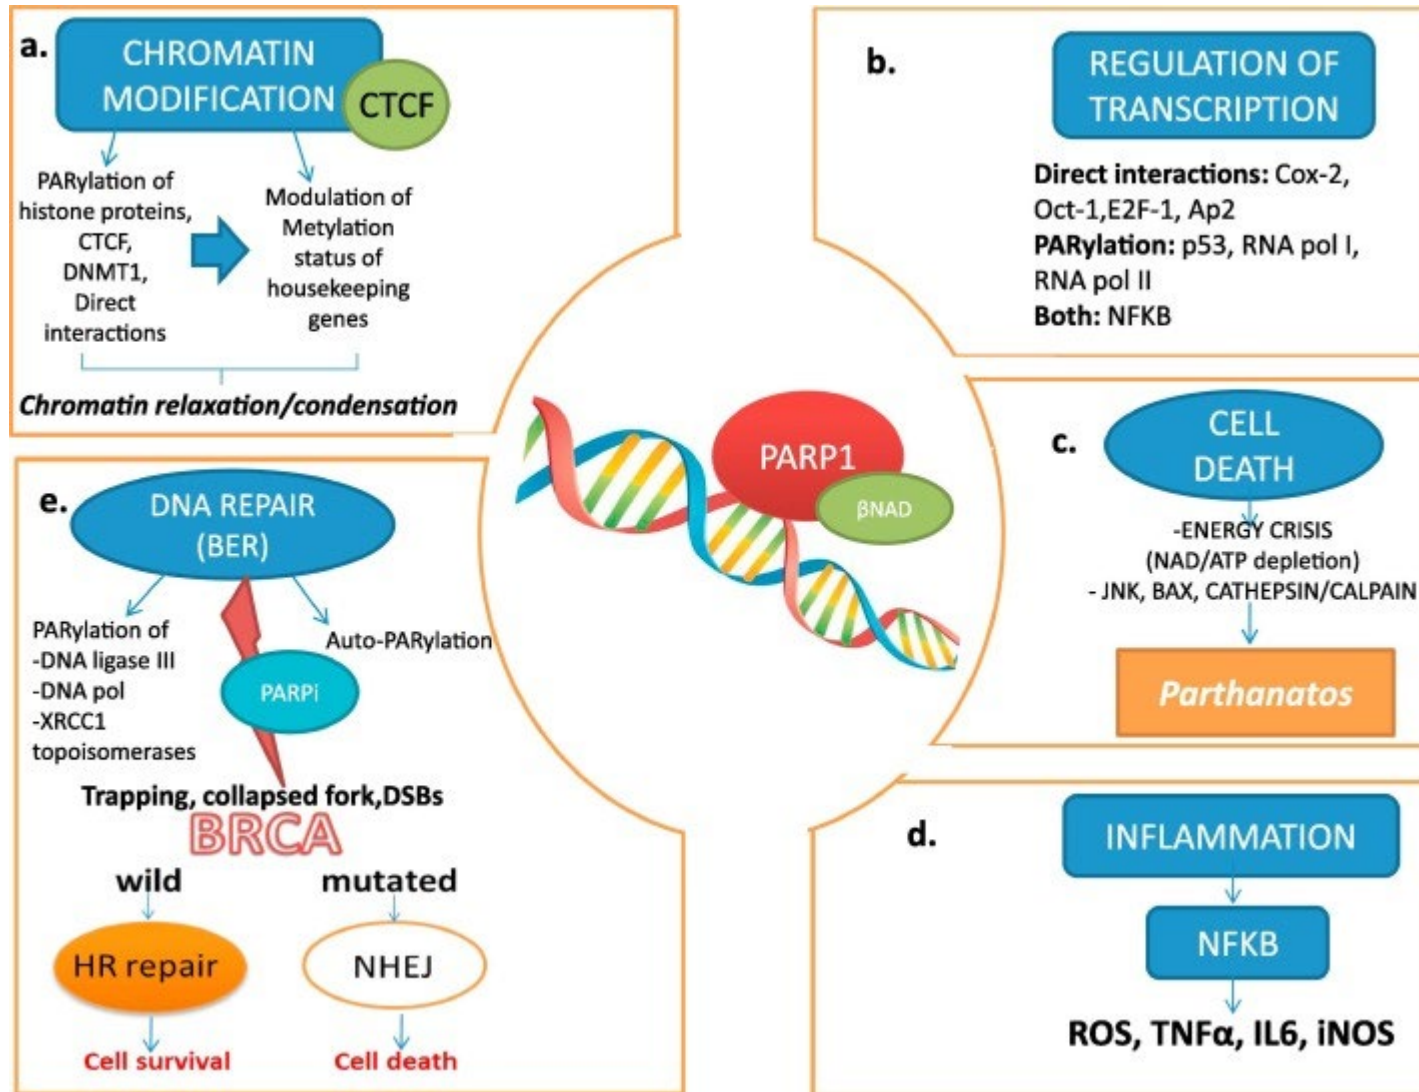 a.
CHROMATIN
MODIFICATION
CTCF
PARylation of
histone proteins,
CTCF,
DNMT1,
Direct
interactions
Modulation of
Metylation
status of
housekeeping
genes
Chromatin relaxation/condensation
b.
REGULATION OF
TRANSCRIPTION
Direct interactions: Cox-2,
Oct-1,E2F-1, Ap2
PARylation: p53, RNA pol I,
RNA pol II
Both: NFKB
PARP1
βNAD
c.
CELL
DEATH
-ENERGY CRISIS
(NAD/ATP depletion)
- JNK, BAX, CATHEPSIN/CALPAIN
Parthanatos
d.
INFLAMMATION
NFKB
ROS, TNFα, IL6, iNOS
e.
DNA REPAIR
(BER)
PARylation of
-DNA ligase III
-DNA pol
-XRCC1
topoisomerases
Auto-PARylation
PARPi
Trapping, collapsed fork,DSBs
BRCA
wild
mutated
HR repair
NHEJ
Cell survival
Cell death